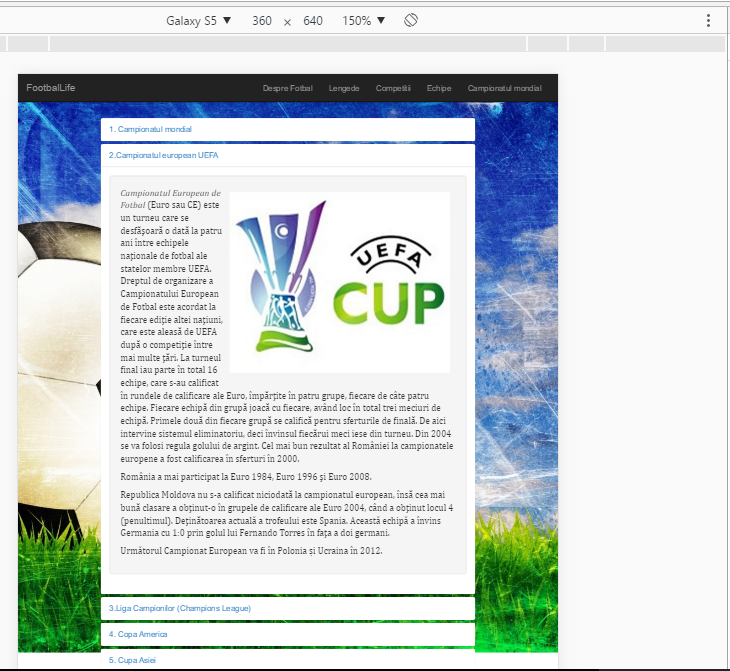 Galaxy S5 ▼ 360 × 640 150% ▼
FootbalLife Despre Fotbal Lengede Competitii Echipe Campionatul mondial
1. Campionatul mondial
2.Campionatul european UEFA
Campionatul European de
Fotbal (Euro sau CE) este
un turneu care se
desfășoară o dată la patru
ani între echipele
naționale de fotbal ale
statelor membre UEFA.
Dreptul de organizare a
Campionatului European
de Fotbal este acordat la
fiecare ediție altei națiuni,
care este aleasă de UEFA
după o competiție între
mai multe țări. La turneul
final iau parte în total 16
echipe, care s-au calificat
UEFA
CUP
în rundele de calificare ale Euro, împărțite în patru grupe, fiecare de câte patru
echipe. Fiecare echipă din grupă joacă cu fiecare, având loc în total trei meciuri de
echipă. Primele două din fiecare grupă se califică pentru sferturile de finală. De aici
intervine sistemul eliminatoriu, deci învinsul fiecărui meci iese din turneu. Din 2004
se va folosi regula golului de argint. Cel mai bun rezultat al României la campionatele
europene a fost calificarea în sferturi în 2000.
România a mai participat la Euro 1984, Euro 1996 și Euro 2008.
Republica Moldova nu s-a calificat niciodată la campionatul european, însă cea mai
bună clasare a obținut-o în grupele de calificare ale Euro 2004, când a obținut locul 4
(penultimul). Deținătoarea actuală a trofeului este Spania. Această echipă a învins
Germania cu 1:0 prin golul lui Fernando Torres în fața a doi germani.
Următorul Campionat European va fi în Polonia și Ucraina în 2012.
3.Liga Campionilor (Champions League)
4. Copa America
5. Cupa Asiei